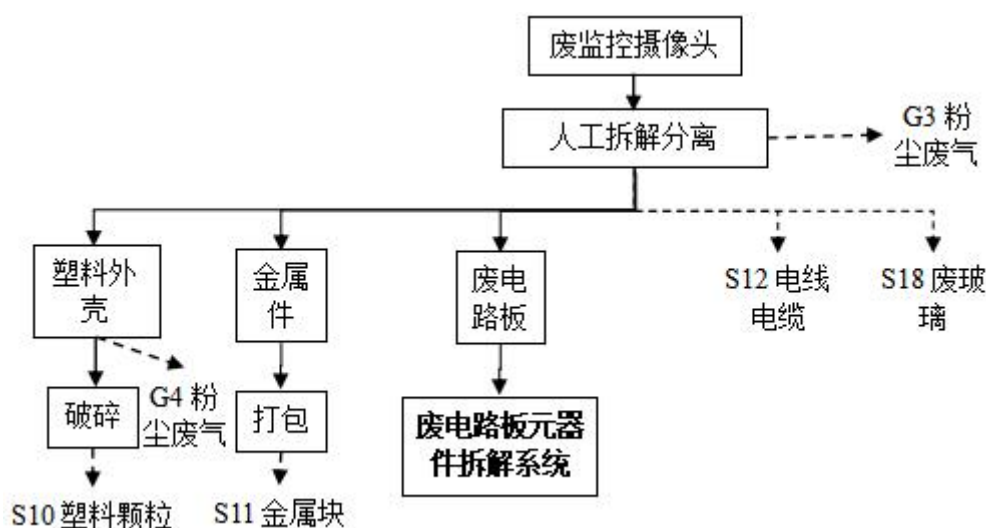 废监控摄像头
人工拆解分离
G3 粉
尘废气
塑料外
壳
金属
件
废电
路板
S12 电线
电缆
S18 废玻
璃
破碎
G4 粉
尘废气
打包
废电路板元器
件拆解系统
S10 塑料颗粒
S11 金属块